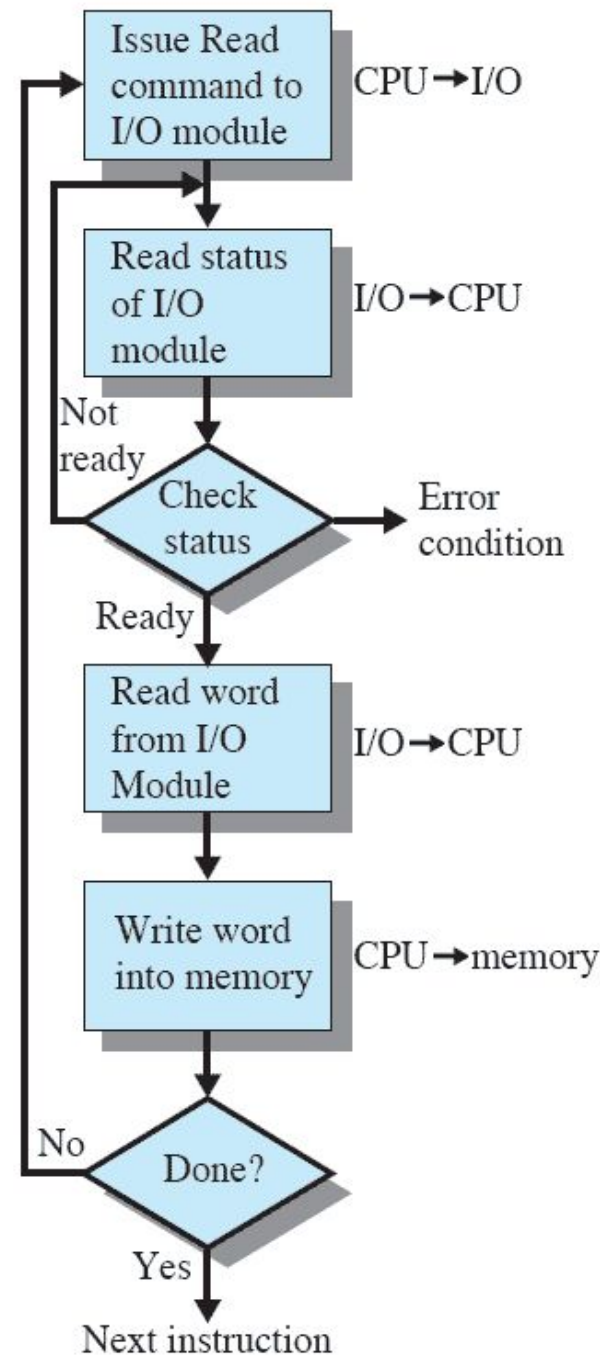 Issue Read
command to
I/O module
CPU→I/O
Read status
of I/O
module
I/O→CPU
Not
ready
Check
status
Error
condition
Ready
Read word
from I/O
Module
I/O→CPU
Write word
into memory
CPU→memory
No
Done?
Yes
Next instruction